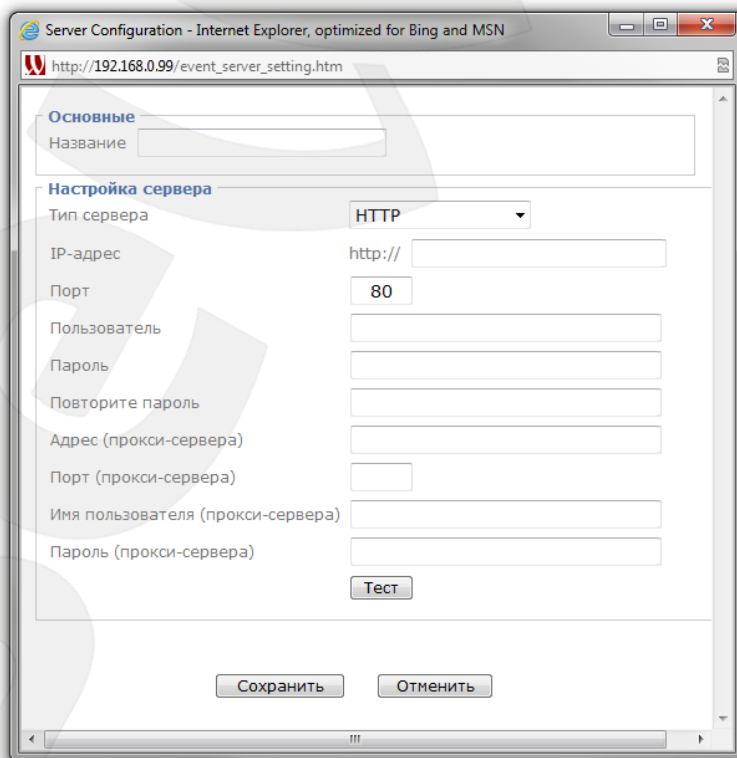 Server Configuration - Internet Explorer, optimized for Bing and MSN
http://192.168.0.99/event_server_setting.htm
Основные
Название
Настройка сервера
Тип сервера HTTP
IP-адрес http://
Порт 80
Пользователь
Пароль
Повторите пароль
Адрес (прокси-сервера)
Порт (прокси-сервера)
Имя пользователя (прокси-сервера)
Пароль (прокси-сервера)
Тест
Сохранить Отменить